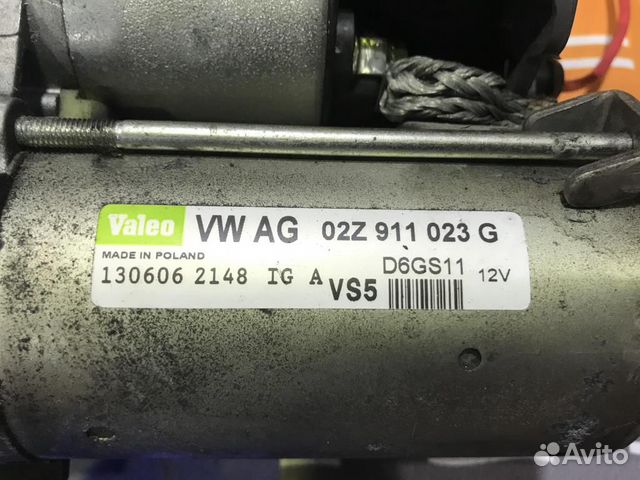 Valeo VW AG 02Z 911 023 G
MADE IN POLAND
130606 2148 IG A VS5 D6GS11 12V
Avito